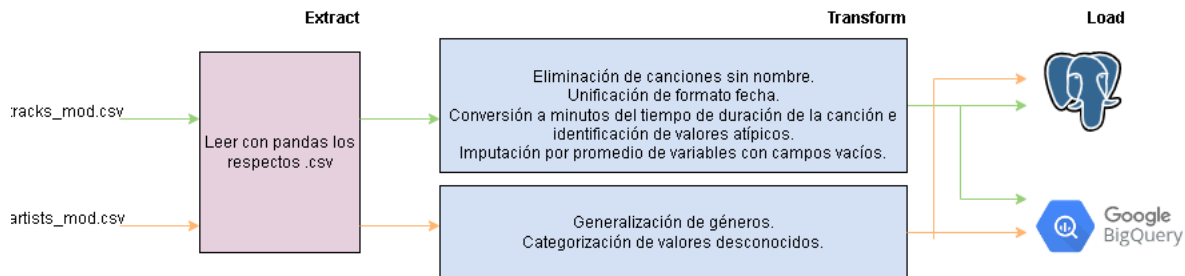 Extract
Transform
Load
tracks_mod.csv
artists_mod.csv
Leer con pandas los
respectos .csv
Eliminación de canciones sin nombre.
Unificación de formato fecha.
Conversión a minutos del tiempo de duración de la canción e
identificación de valores atípicos.
Imputación por promedio de variables con campos vacíos.
Generalización de géneros.
Categorización de valores desconocidos.
Google
BigQuery